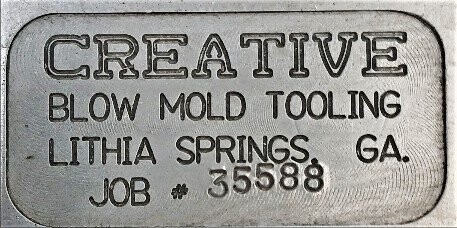 CREATIVE
BLOW MOLD TOOLING
LITHIA SPRINGS, GA.
JOB # 35588